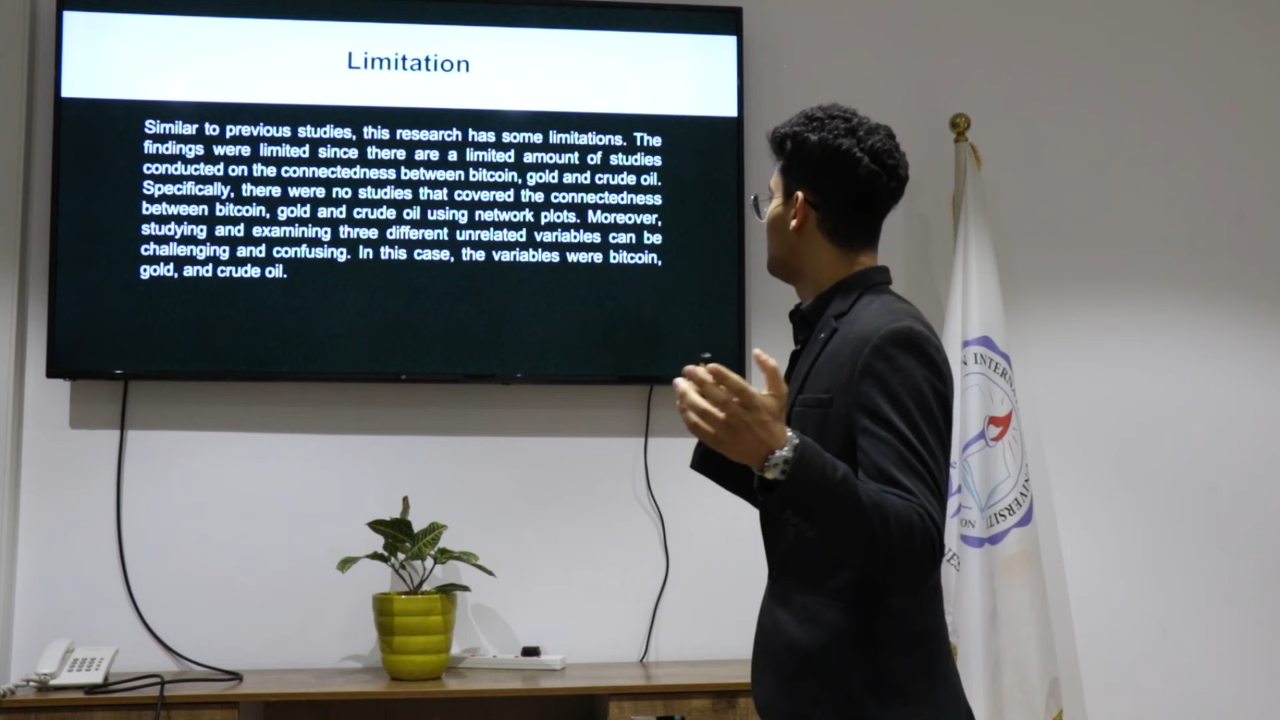 Limitation
Similar to previous studies, this research has some limitations. The
findings were limited since there are a limited amount of studies
conducted on the connectedness between bitcoin, gold and crude oil.
Specifically, there were no studies that covered the connectedness
between bitcoin, gold and crude oil using network plots. Moreover,
studying and examining three different unrelated variables can be
challenging and confusing. In this case, the variables were bitcoin,
gold, and crude oil.